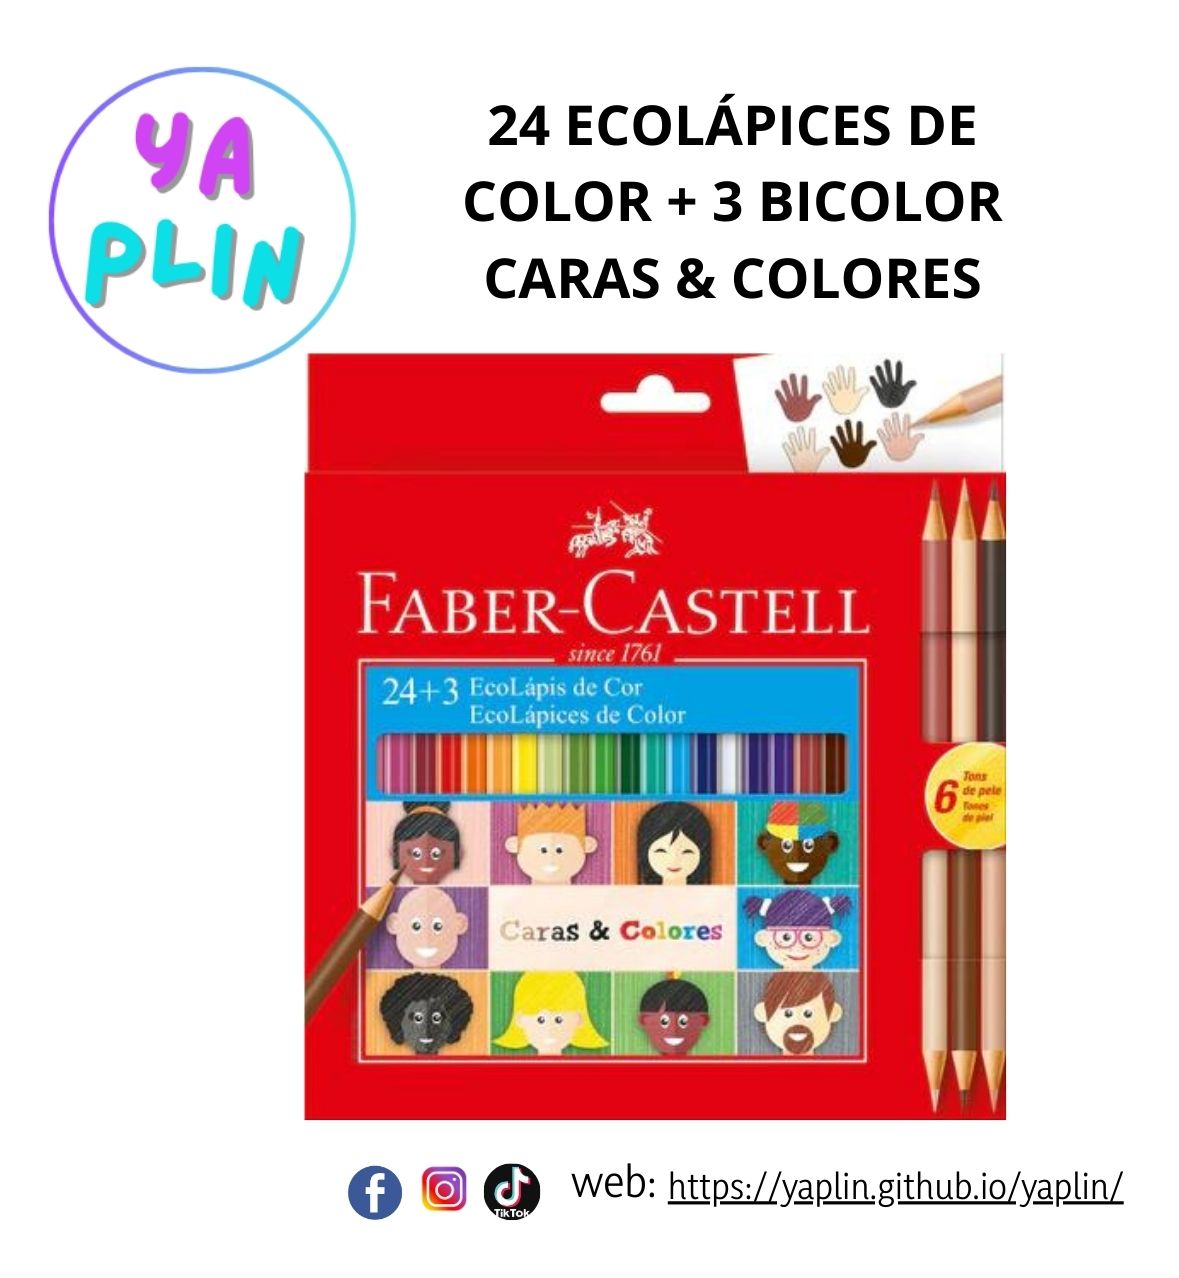 YA
PLIN
24 ECOLÁPICES DE
COLOR + 3 BICOLOR
CARAS & COLORES
FABER-CASTELL
since 1761
24+3 EcoLápis de Cor
EcoLápices de Color
6 Tons
de pele
Tonos
de piel
Caras & Colores
TikTok
web: https://yaplin.github.io/yaplin/